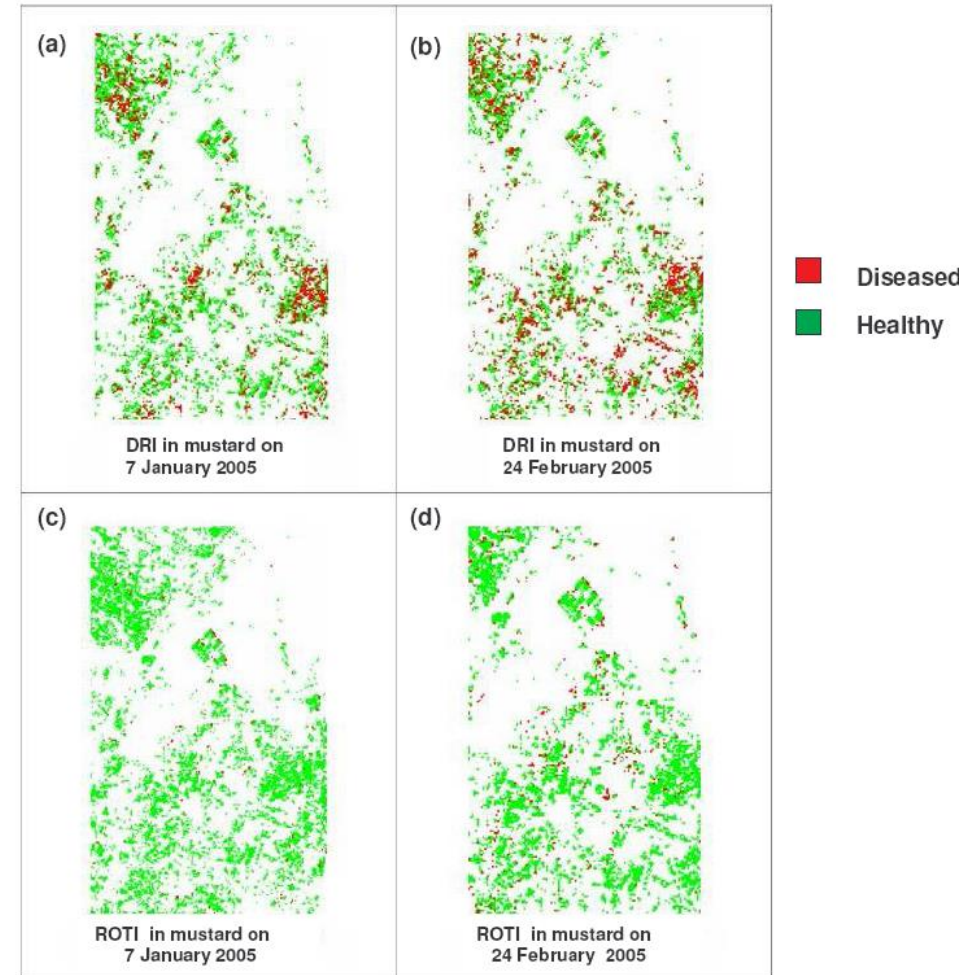 (a)
(b)
DRI in mustard on
7 January 2005
DRI in mustard on
24 February 2005
Diseased
Healthy
(c)
(d)
ROTI in mustard on
7 January 2005
ROTI in mustard on
24 February 2005